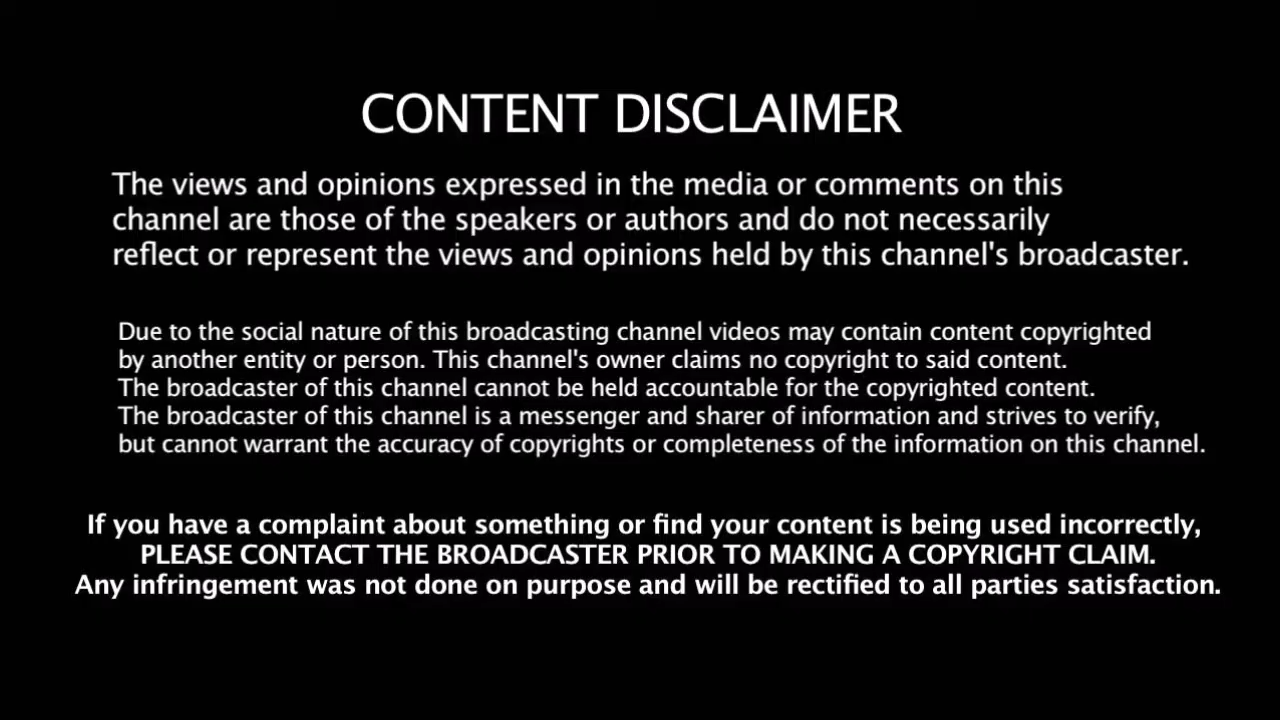 CONTENT DISCLAIMER
The views and opinions expressed in the media or comments on this
channel are those of the speakers or authors and do not necessarily
reflect or represent the views and opinions held by this channel's broadcaster.
Due to the social nature of this broadcasting channel videos may contain content copyrighted
by another entity or person. This channel's owner claims no copyright to said content.
The broadcaster of this channel cannot be held accountable for the copyrighted content.
The broadcaster of this channel is a messenger and sharer of information and strives to verify,
but cannot warrant the accuracy of copyrights or completeness of the information on this channel.
If you have a complaint about something or find your content is being used incorrectly,
PLEASE CONTACT THE BROADCASTER PRIOR TO MAKING A COPYRIGHT CLAIM.
Any infringement was not done on purpose and will be rectified to all parties satisfaction.